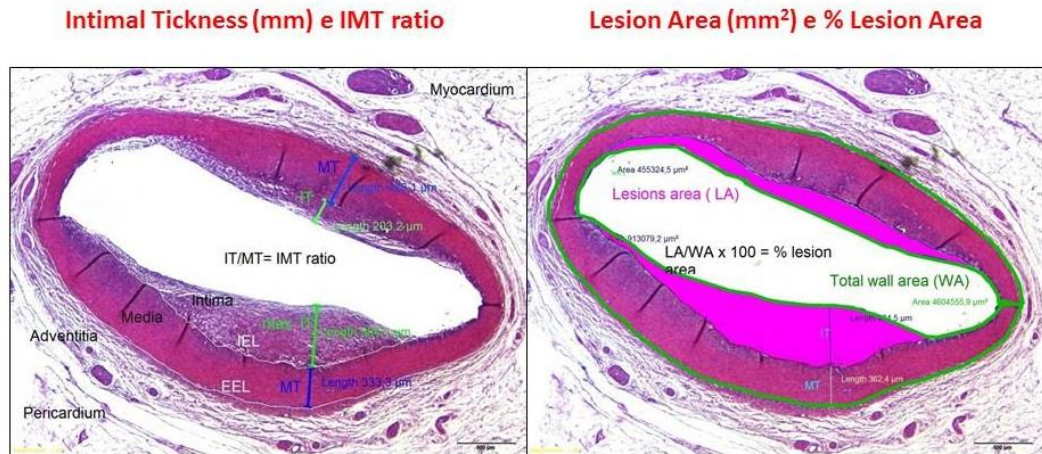 Intimal Tickness (mm) e IMT ratio
Lesion Area (mm²) e % Lesion Area
Myocardium
MT
IT
Length 203,2 µm
IT/MT= IMT ratio
Intima
Media
IEL
Adventitia
EEL
MT
Length 333,3 µm
Pericardium
Area 455324,5 µm²
Lesions area ( LA)
913079,2 µm²
LA/WA x 100 = % lesion
area
Total wall area (WA)
Area 4604555,9 µm²
IT
MT
Length 362,4 µm